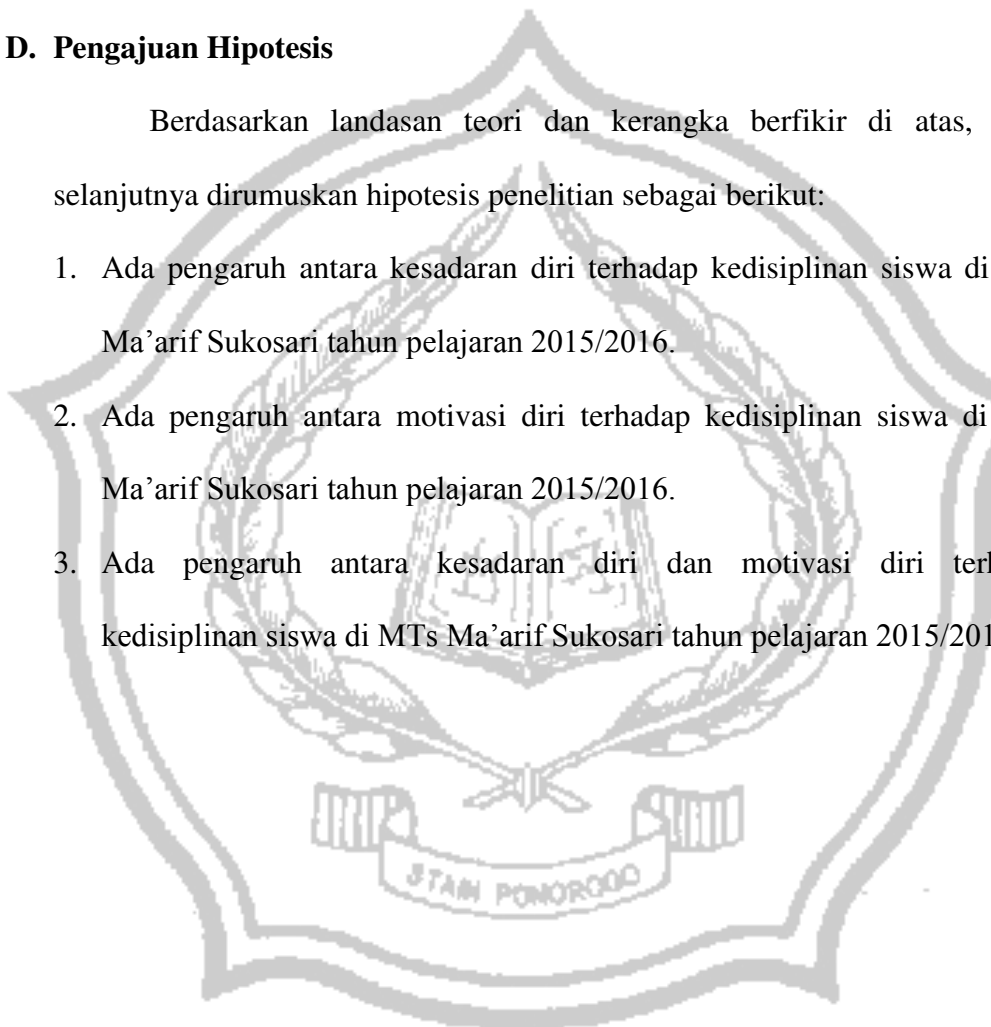 D. Pengajuan Hipotesis
Berdasarkan landasan teori dan kerangka berfikir di atas,
selanjutnya dirumuskan hipotesis penelitian sebagai berikut:
1. Ada pengaruh antara kesadaran diri terhadap kedisiplinan siswa di
Ma’arif Sukosari tahun pelajaran 2015/2016.
2. Ada pengaruh antara motivasi diri terhadap kedisiplinan siswa di
Ma’arif Sukosari tahun pelajaran 2015/2016.
3. Ada pengaruh antara kesadaran diri dan motivasi diri
kedisiplinan siswa di MTs Ma’arif Sukosari tahun pelajaran
STAIN PONOROGO